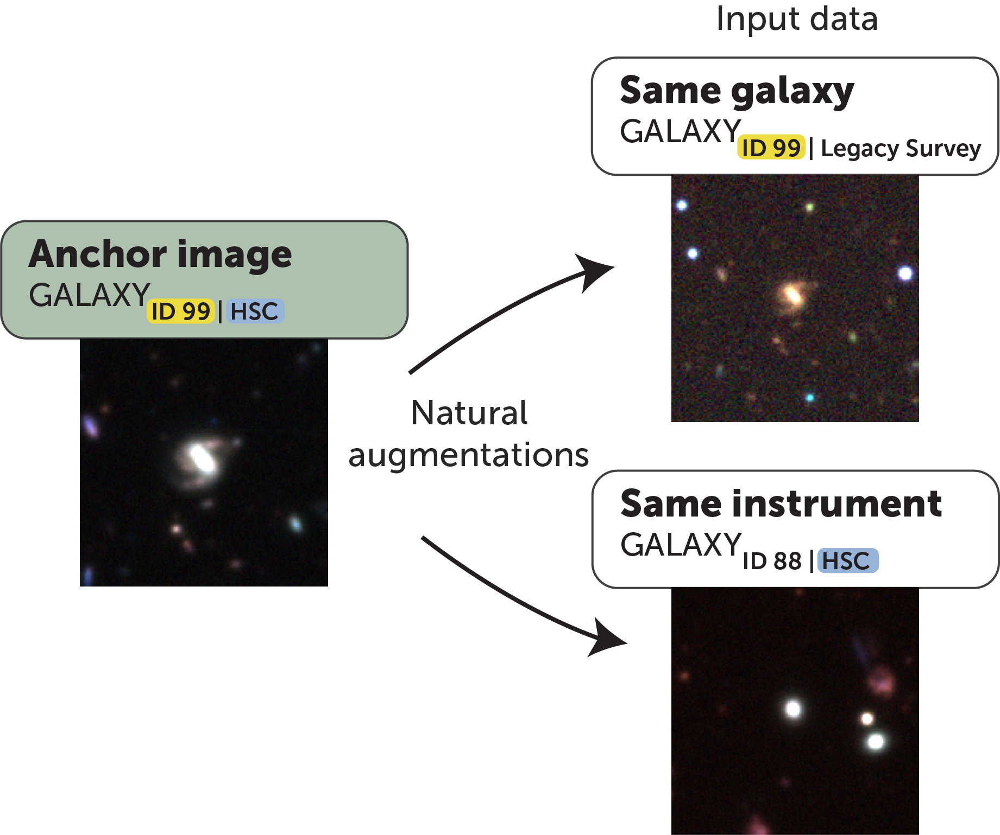 Input data
Same galaxy
GALAXY ID 99 | Legacy Survey
Anchor image
GALAXY ID 99 | HSC
Natural
augmentations
Same instrument
GALAXY ID 88 | HSC